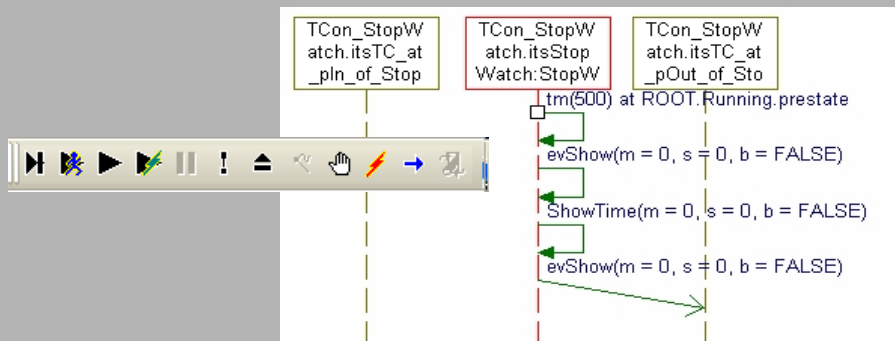 TCon_StopW
atch.itsTC_at
_pIn_of_Stop
TCon_StopW
atch.itsStop
Watch:StopW
TCon_StopW
atch.itsTC_at
_pOut_of_Sto
tm(500) at ROOT.Running.prestate
evShow(m = 0, s = 0, b = FALSE)
ShowTime(m = 0, s = 0, b = FALSE)
evShow(m = 0, s = 0, b = FALSE)